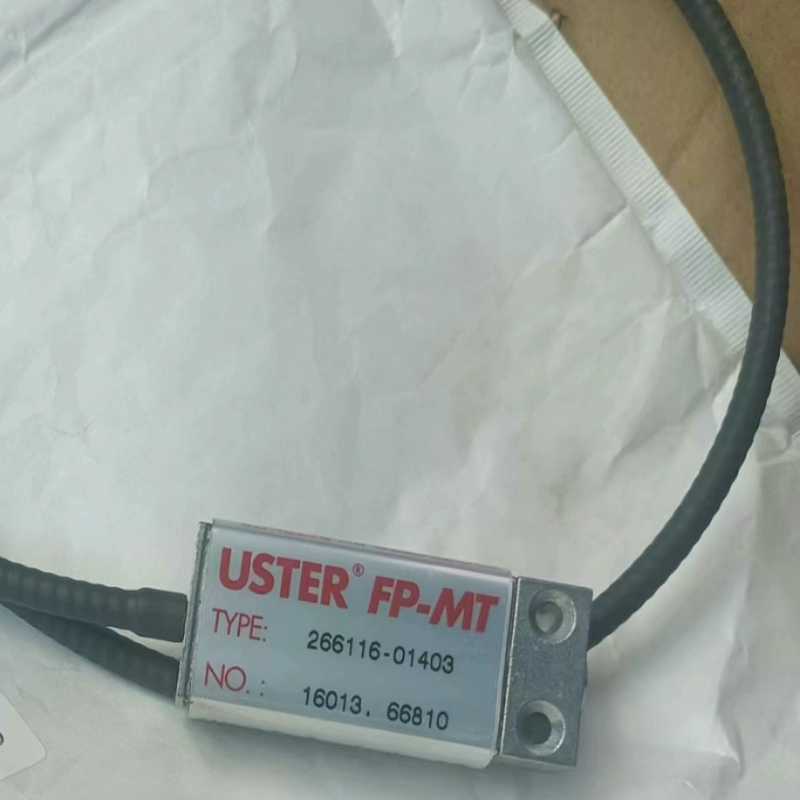 USTER® FP-MT
TYPE: 266116-01403
NO.: 16013. 66810